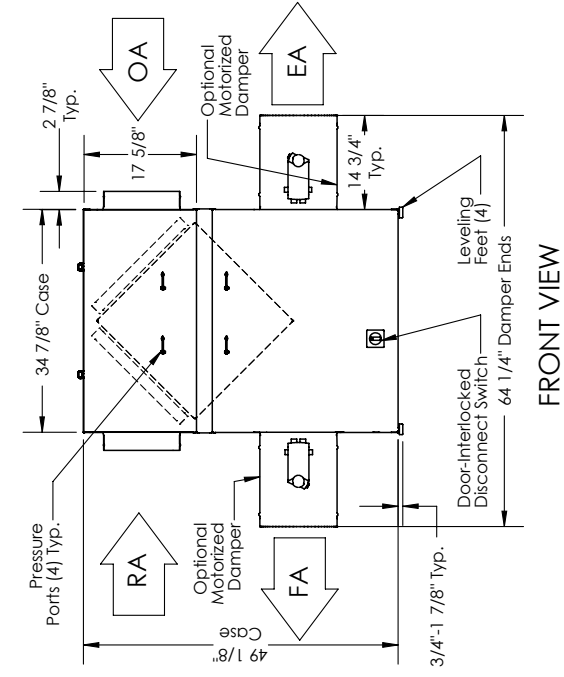 2 7/8"
Typ.
OA
34 7/8" Case
17 5/8"
Optional
Motorized
Damper
EA
Pressure
Ports (4) Typ.
RA
14 3/4"
Typ.
Optional
Motorized
Damper
FA
49 1/8"
Case
Door-Interlocked
Disconnect Switch
Leveling
Feet (4)
3/4"-1 7/8" Typ.
64 1/4" Damper Ends
FRONT VIEW